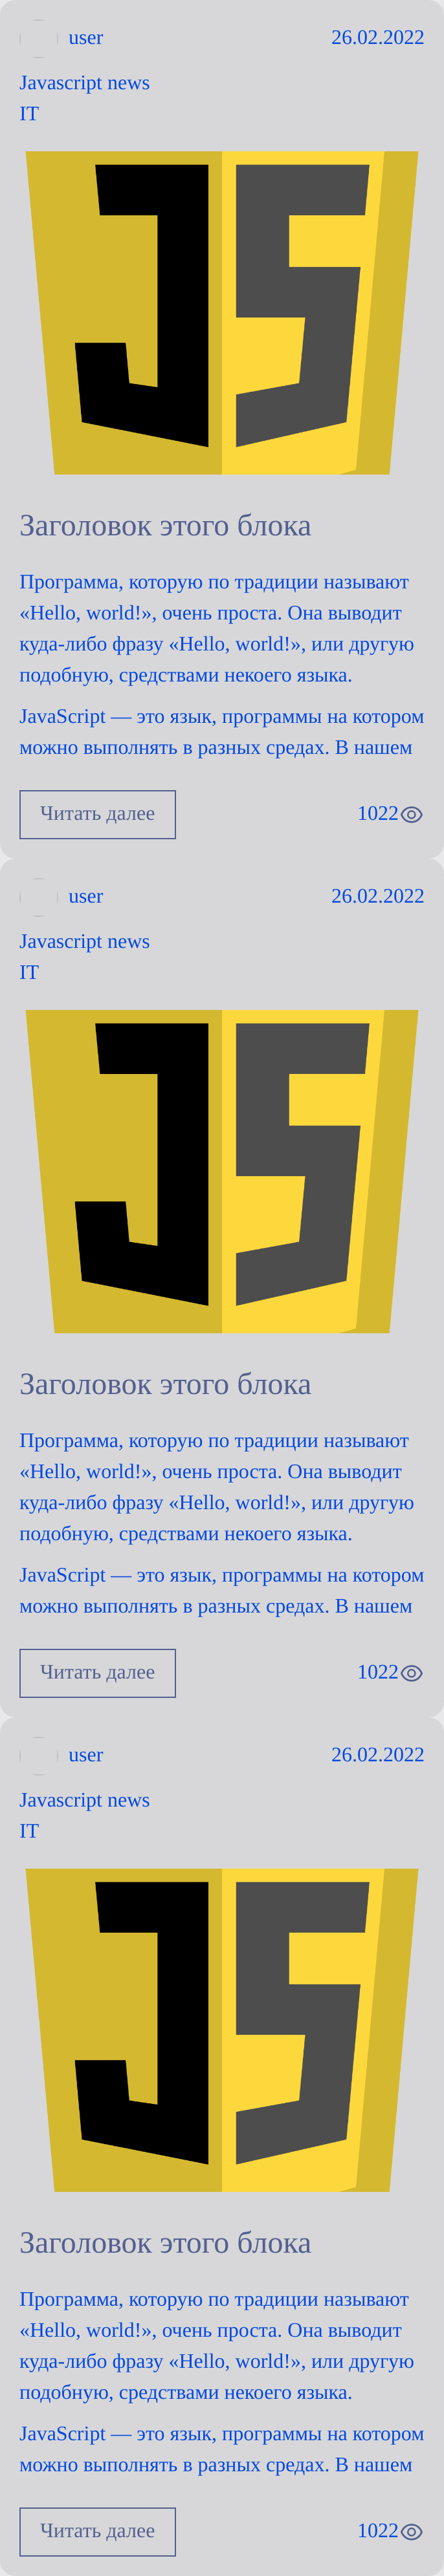 user 26.02.2022
Javascript news
IT
JS
Заголовок этого блока
Программа, которую по традиции называют
«Hello, world!», очень проста. Она выводит
куда-либо фразу «Hello, world!», или другую
подобную, средствами некоего языка.
JavaScript — это язык, программы на котором
можно выполнять в разных средах. В нашем
Читать далее 1022
user 26.02.2022
Javascript news
IT
JS
Заголовок этого блока
Программа, которую по традиции называют
«Hello, world!», очень проста. Она выводит
куда-либо фразу «Hello, world!», или другую
подобную, средствами некоего языка.
JavaScript — это язык, программы на котором
можно выполнять в разных средах. В нашем
Читать далее 1022
user 26.02.2022
Javascript news
IT
JS
Заголовок этого блока
Программа, которую по традиции называют
«Hello, world!», очень проста. Она выводит
куда-либо фразу «Hello, world!», или другую
подобную, средствами некоего языка.
JavaScript — это язык, программы на котором
можно выполнять в разных средах. В нашем
Читать далее 1022